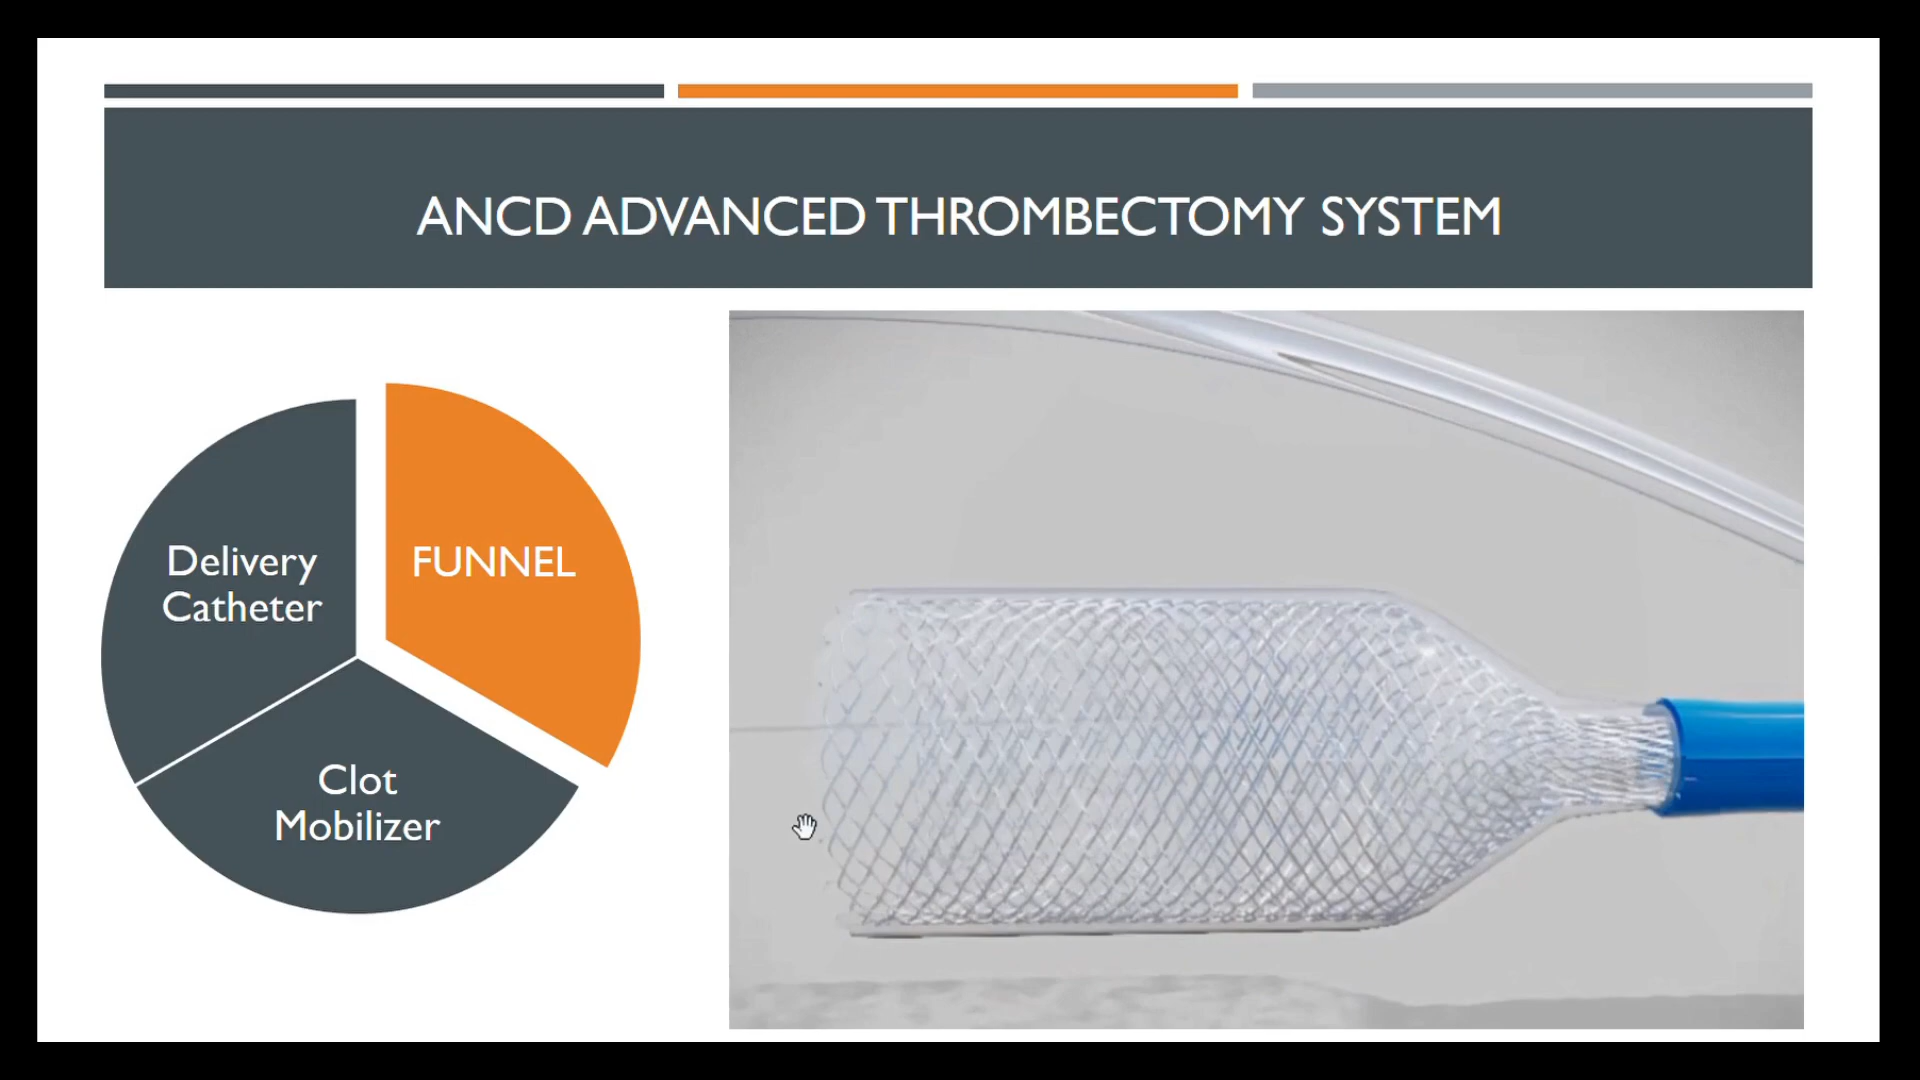 ANCD ADVANCED THROMBECTOMY SYSTEM
Delivery
Catheter
FUNNEL
Clot
Mobilizer